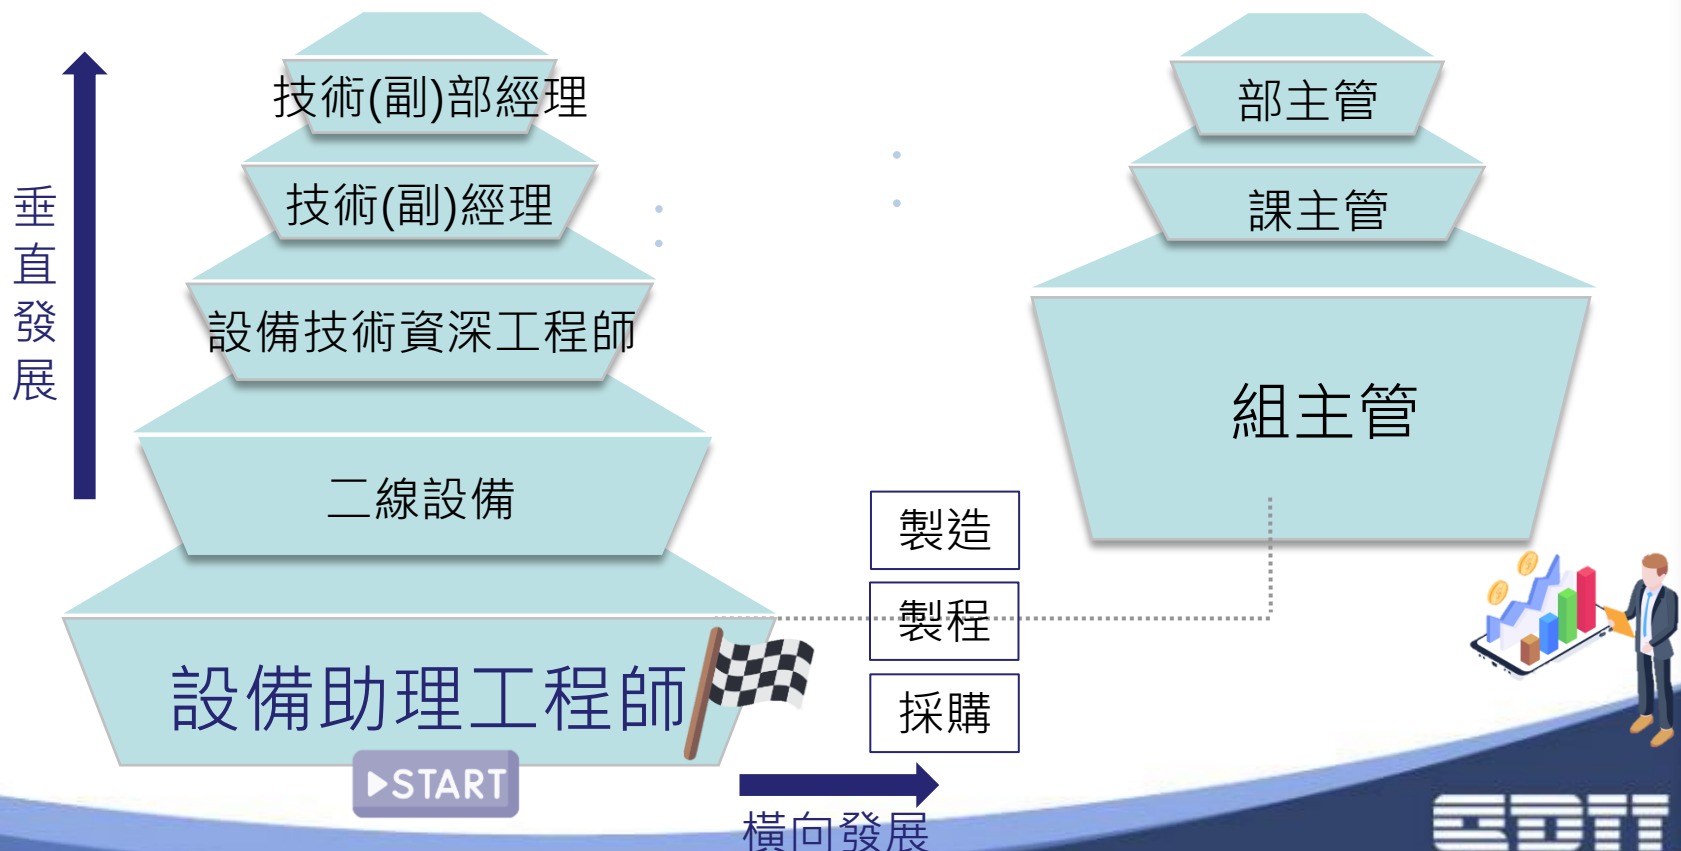 技術(副)部經理
技術(副)經理
設備技術資深工程師
二線設備
設備助理工程師
START
垂直發展
製造
製程
採購
橫向發展
部主管
課主管
組主管